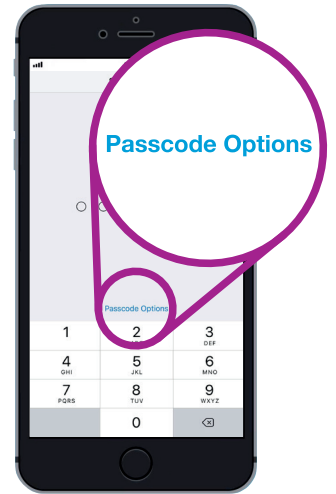 Passcode Options
Passcode Options
1 2 3
DEF
4 5 6
GHI JKL MNO
7 8 9
PQRS TUV WXYZ
0